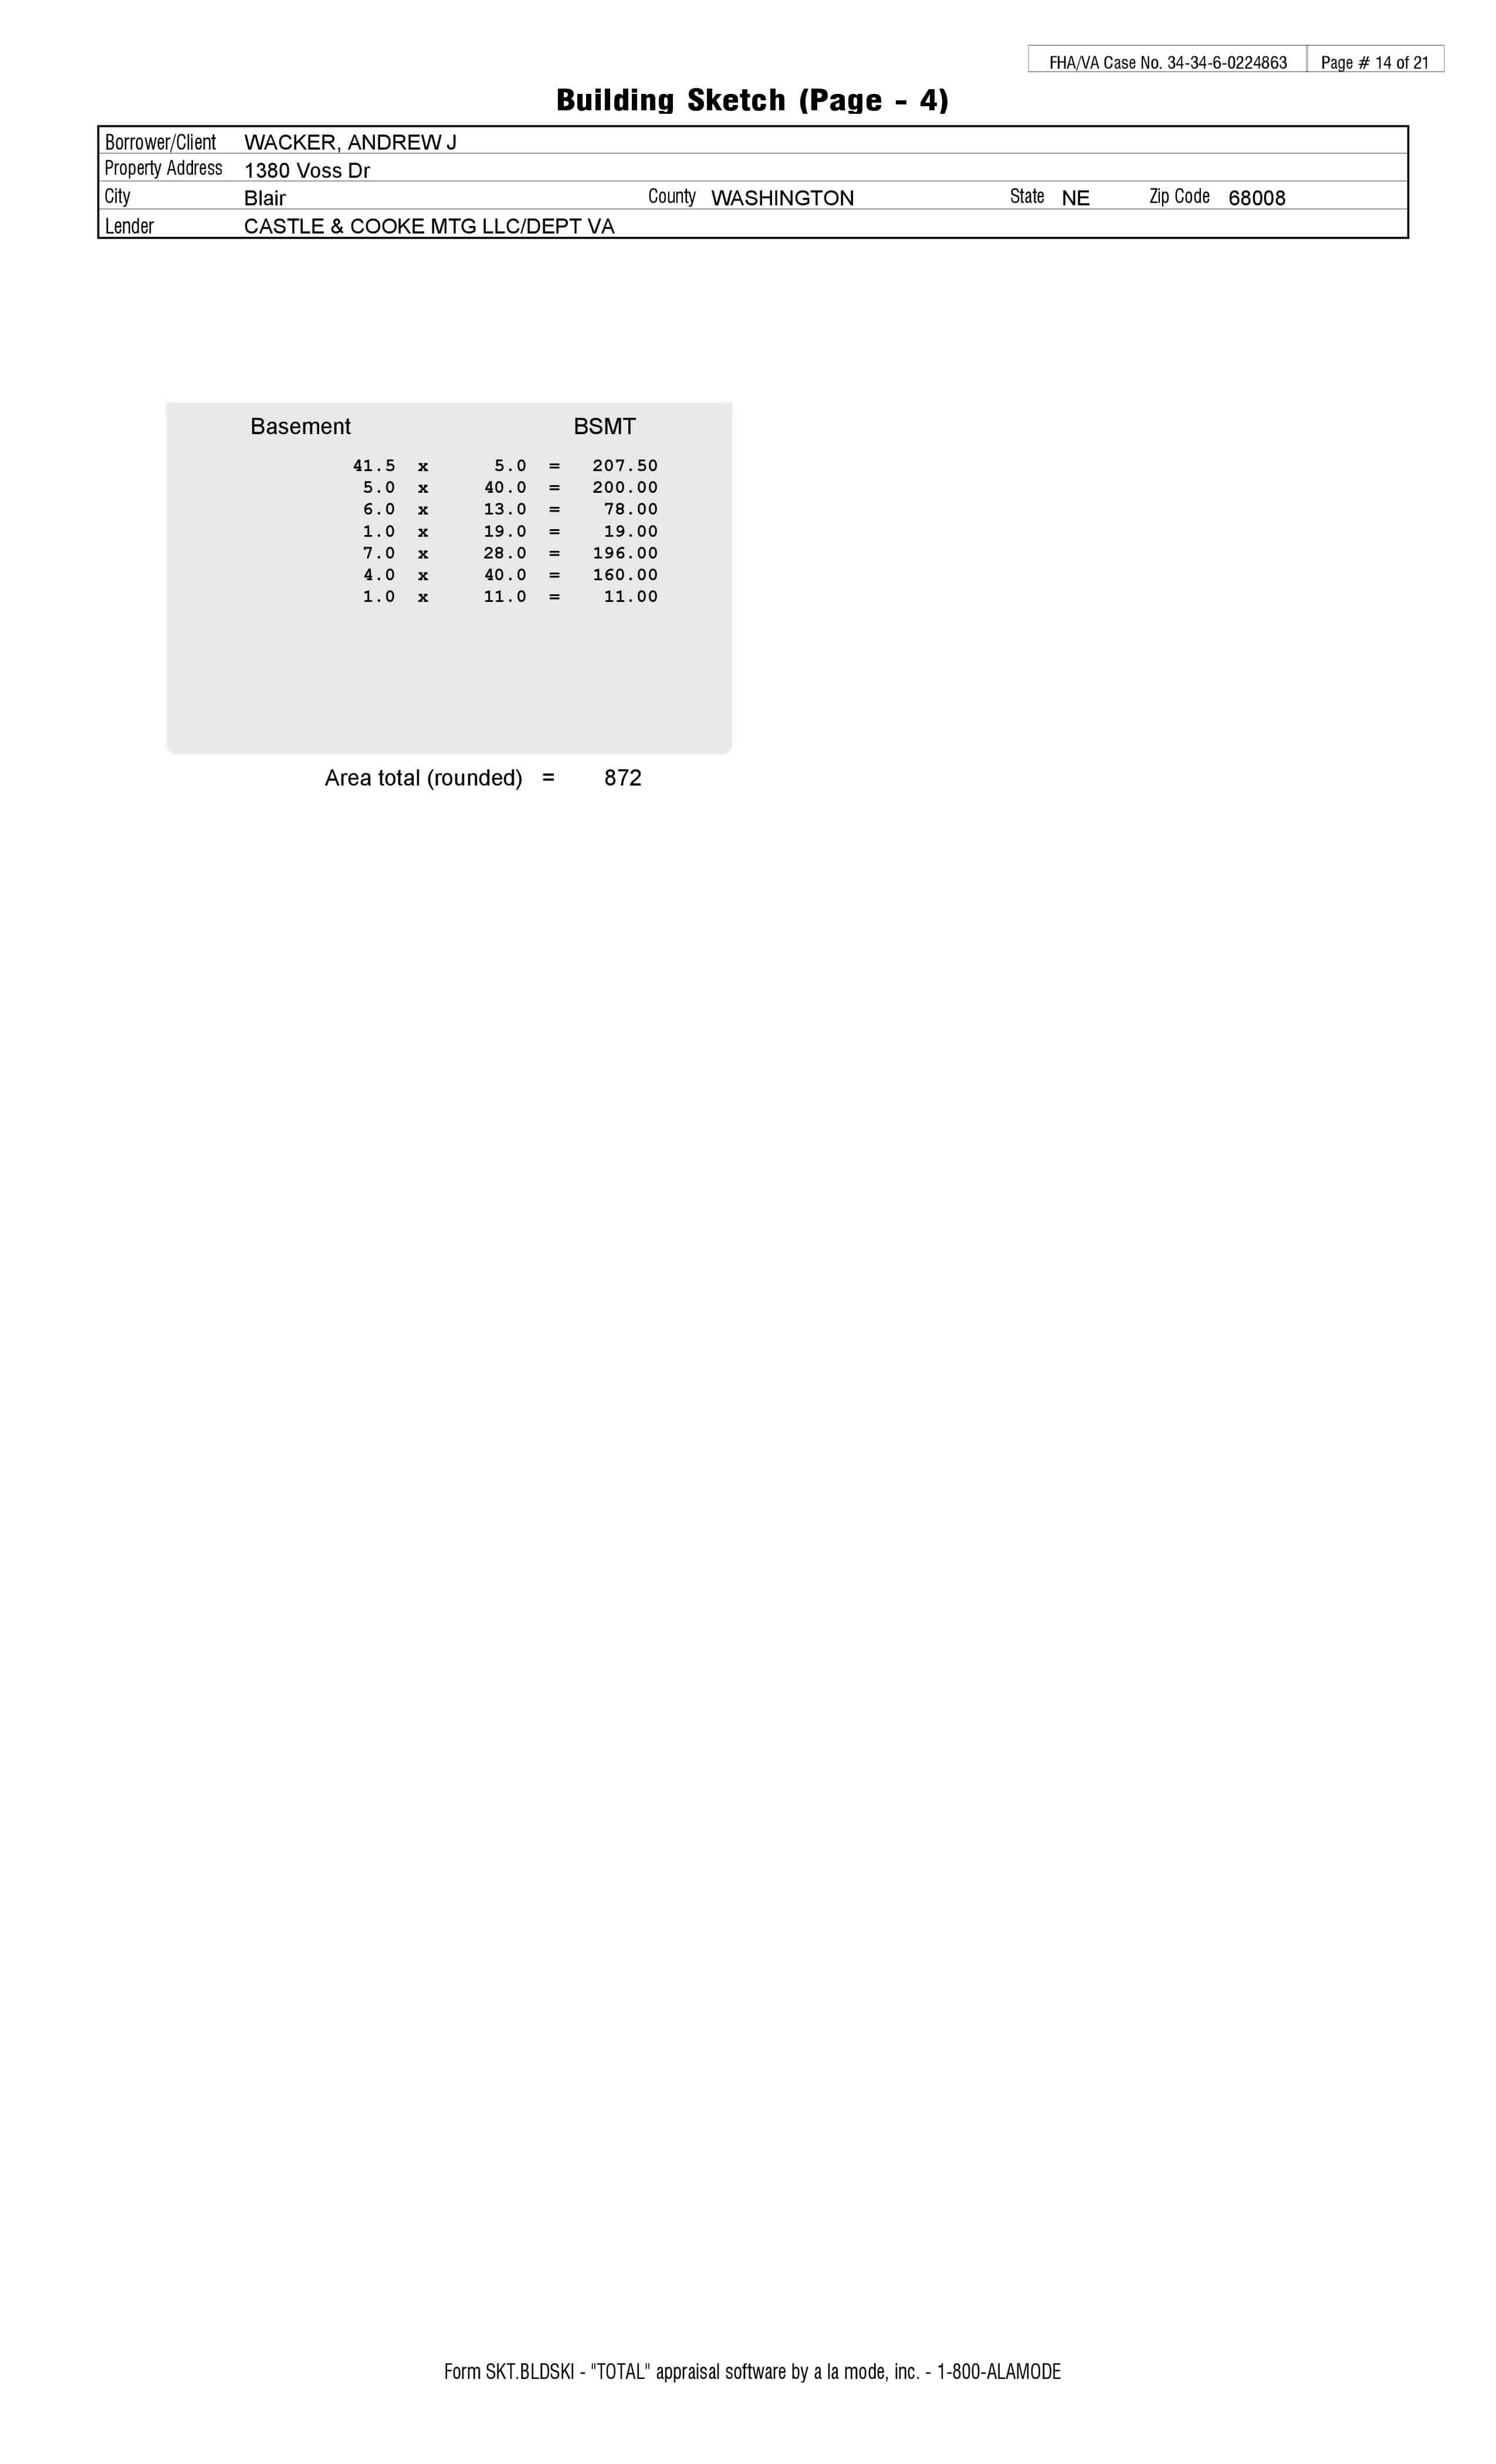 FHA/VA Case No. 34-34-6-0224863 Page # 14 of 21
Building Sketch (Page - 4)
Borrower/Client WACKER, ANDREW J
Property Address 1380 Voss Dr
City Blair County WASHINGTON State NE Zip Code 68008
Lender CASTLE & COOKE MTG LLC/DEPT VA
Basement BSMT
41.5 x 5.0 = 207.50
5.0 x 40.0 = 200.00
6.0 x 13.0 = 78.00
1.0 x 19.0 = 19.00
7.0 x 28.0 = 196.00
4.0 x 40.0 = 160.00
1.0 x 11.0 = 11.00
Area total (rounded) = 872
Form SKT.BLDSKI - "TOTAL" appraisal software by a la mode, inc. - 1-800-ALAMODE